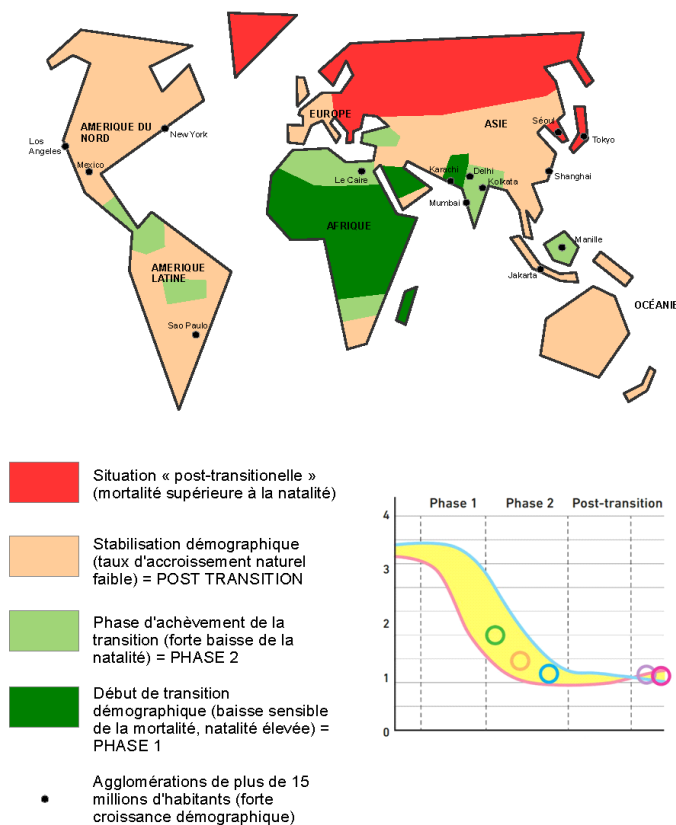 AMERIQUE DU
NORD
Los
Angeles
New York
Mexico
EUROPE
ASIE
Séoul
Tokyo
Le Caire
Karachi
Delhi
Kolkata
Shanghai
Mumbai
AFRIQUE
Manille
AMERIQUE
LATINE
Jakarta
Sao Paulo
OCÉANIE
Situation « post-transitionelle »
(mortalité supérieure à la natalité)
Stabilisation démographique
(taux d'accroissement naturel
faible) = POST TRANSITION
Phase d'achèvement de la
transition (forte baisse de la
natalité) = PHASE 2
Début de transition
démographique (baisse sensible
de la mortalité, natalité élevée) =
PHASE 1
Agglomérations de plus de 15
millions d'habitants (forte
croissance démographique)
Phase 1 Phase 2 Post-transition
4
3
2
1
0